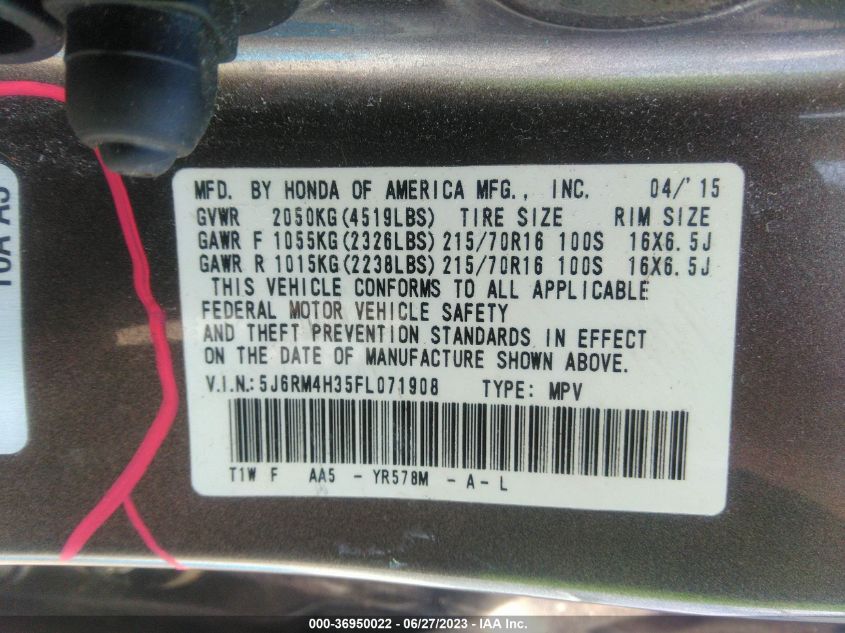 MFD. BY HONDA OF AMERICA MFG., INC. 04/'15
GVWR 2050KG(4519LBS) TIRE SIZE RIM SIZE
GAWR F 1055KG(2326LBS) 215/70R16 100S 16X6.5J
GAWR R 1015KG(2238LBS) 215/70R16 100S 16X6.5J
THIS VEHICLE CONFORMS TO ALL APPLICABLE
FEDERAL MOTOR VEHICLE SAFETY
AND THEFT PREVENTION STANDARDS IN EFFECT
ON THE DATE OF MANUFACTURE SHOWN ABOVE.
V.I.N.: 5J6RM4H35FL071908 TYPE: MPV
T1W F AA5 - YR578M - A - L
000-36950022 - 06/27/2023 - IAA Inc.